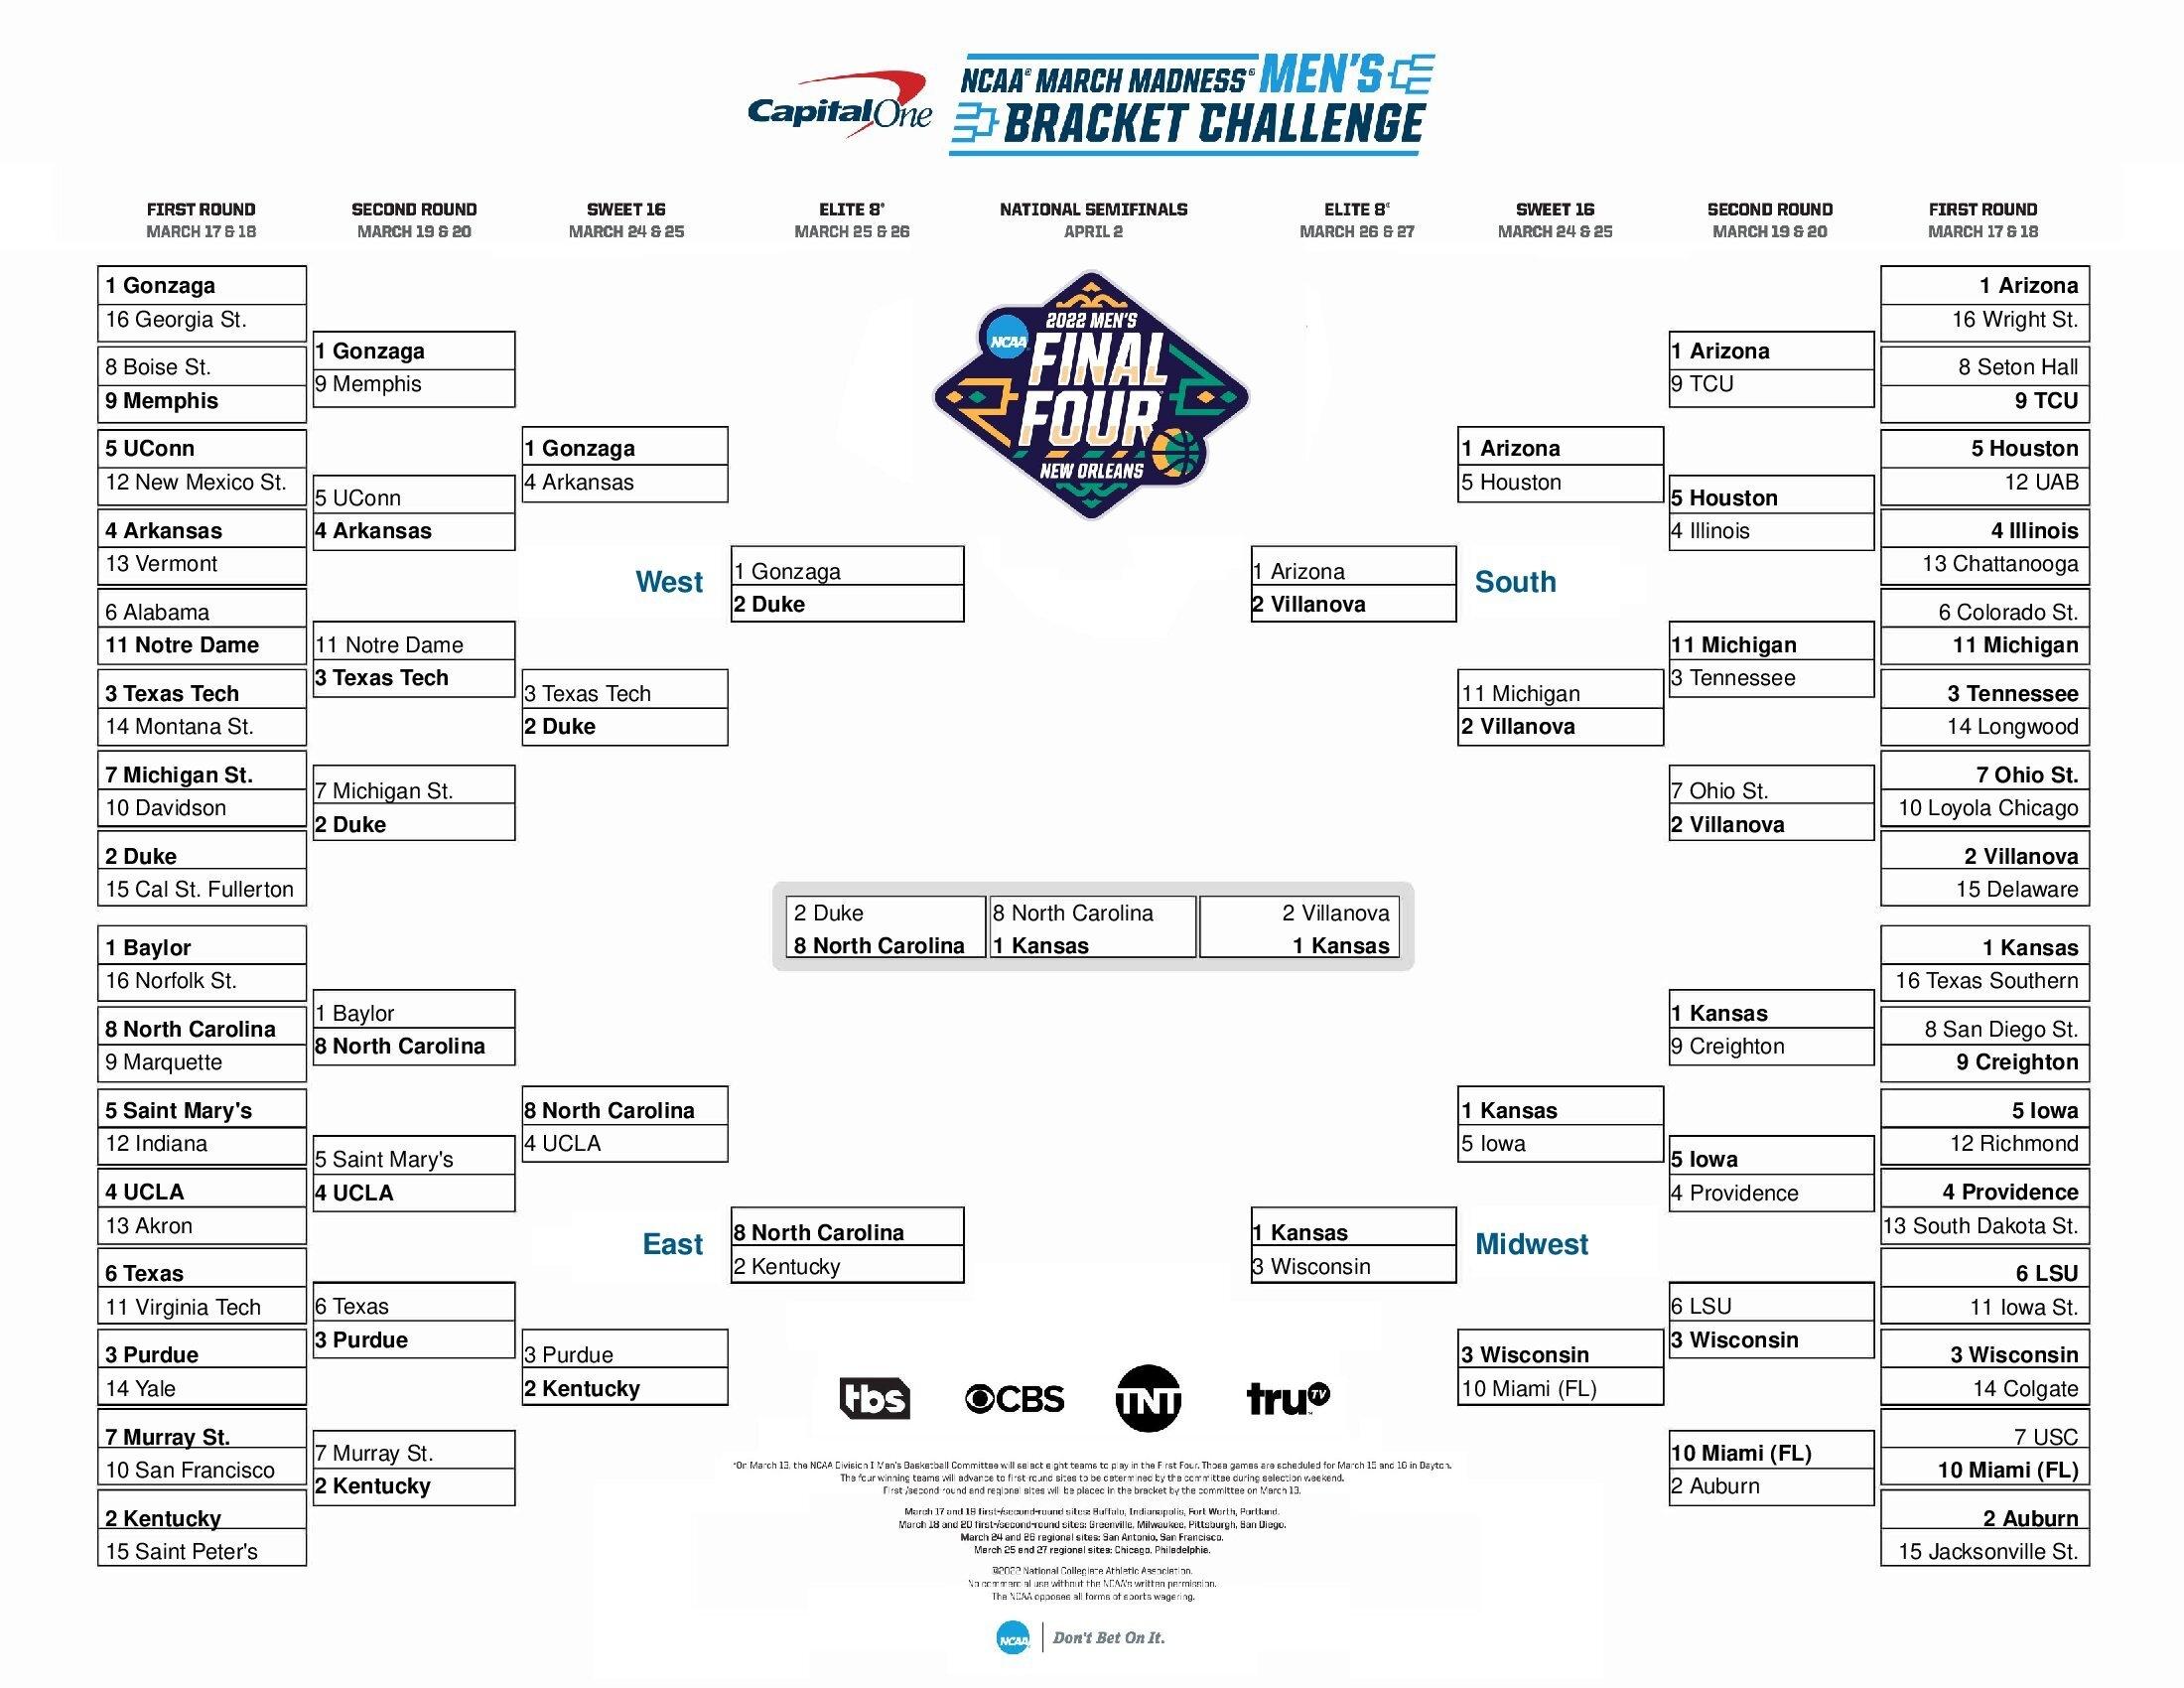 CapitalOne
NCAA® MARCH MADNESS® MEN'S
BRACKET CHALLENGE
FIRST ROUND
MARCH 17 & 18
SECOND ROUND
MARCH 19 & 20
SWEET 16
MARCH 24 & 25
ELITE 8®
MARCH 25 & 26
NATIONAL SEMIFINALS
APRIL 2
ELITE 8®
MARCH 26 & 27
SWEET 16
MARCH 24 & 25
SECOND ROUND
MARCH 19 & 20
FIRST ROUND
MARCH 17 & 18
1 Gonzaga
16 Georgia St.
8 Boise St.
9 Memphis
5 UConn
12 New Mexico St.
4 Arkansas
13 Vermont
6 Alabama
11 Notre Dame
3 Texas Tech
14 Montana St.
7 Michigan St.
10 Davidson
2 Duke
15 Cal St. Fullerton
1 Gonzaga
9 Memphis
5 UConn
4 Arkansas
11 Notre Dame
3 Texas Tech
7 Michigan St.
2 Duke
1 Gonzaga
4 Arkansas
3 Texas Tech
2 Duke
West
1 Gonzaga
2 Duke
2022 MEN'S
NCAA
FINAL
FOUR
NEW ORLEANS
1 Arizona
2 Villanova
South
1 Arizona
5 Houston
11 Michigan
2 Villanova
1 Arizona
9 TCU
5 Houston
4 Illinois
11 Michigan
3 Tennessee
7 Ohio St.
2 Villanova
1 Arizona
16 Wright St.
8 Seton Hall
9 TCU
5 Houston
12 UAB
4 Illinois
13 Chattanooga
6 Colorado St.
11 Michigan
3 Tennessee
14 Longwood
7 Ohio St.
10 Loyola Chicago
2 Villanova
15 Delaware
2 Duke
8 North Carolina
8 North Carolina
1 Kansas
2 Villanova
1 Kansas
1 Baylor
16 Norfolk St.
8 North Carolina
9 Marquette
5 Saint Mary's
12 Indiana
4 UCLA
13 Akron
6 Texas
11 Virginia Tech
3 Purdue
14 Yale
7 Murray St.
10 San Francisco
2 Kentucky
15 Saint Peter's
1 Baylor
8 North Carolina
5 Saint Mary's
4 UCLA
6 Texas
3 Purdue
7 Murray St.
2 Kentucky
8 North Carolina
4 UCLA
3 Purdue
2 Kentucky
East
8 North Carolina
2 Kentucky
1 Kansas
3 Wisconsin
Midwest
1 Kansas
5 Iowa
3 Wisconsin
10 Miami (FL)
1 Kansas
9 Creighton
5 Iowa
4 Providence
6 LSU
3 Wisconsin
10 Miami (FL)
2 Auburn
1 Kansas
16 Texas Southern
8 San Diego St.
9 Creighton
5 Iowa
12 Richmond
4 Providence
13 South Dakota St.
6 LSU
11 Iowa St.
3 Wisconsin
14 Colgate
7 USC
10 Miami (FL)
2 Auburn
15 Jacksonville St.
tbs
CBS
TNT
truTV
*On March 13, the NCAA Division I Men's Basketball Committee will select eight teams to play in the First Four. Those games are scheduled for March 15 and 16 in Dayton.
The four winning teams will advance to first round sites to be determined by the committee during selection weekend.
First-/second-round and regional sites will be placed in the bracket by the committee on March 13.
March 17 and 19 first-/second-round sites: Buffalo, Indianapolis, Fort Worth, Portland.
March 18 and 20 first-/second-round sites: Greenville, Milwaukee, Pittsburgh, San Diego.
March 24 and 26 regional sites: San Antonio, San Francisco.
March 25 and 27 regional sites: Chicago, Philadelphia.
©2022 National Collegiate Athletic Association.
No commercial use without the NCAA's written permission.
The NCAA opposes all forms of sports wagering.
NCAA
Don't Bet On It.